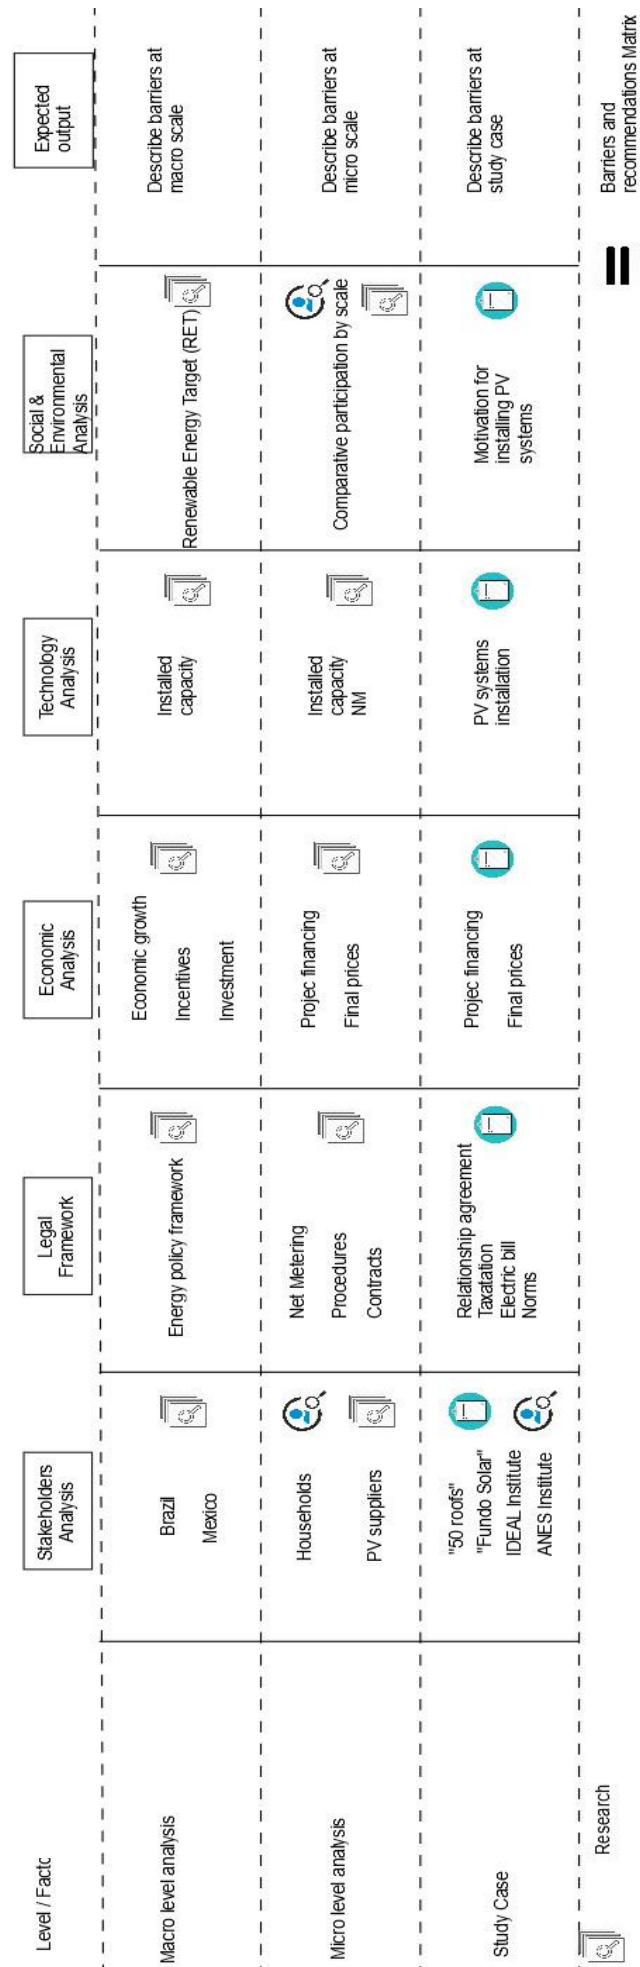 Level / Factc
Stakeholders
Analysis
Legal
Framework
Economic
Analysis
Technology
Analysis
Social &
Environmental
Analysis
Expected
output
Macro level analysis
Brazil
Mexico
Energy policy framework
Economic growth
Incentives
Investment
Installed
capacity
Renewable Energy Target (RET)
Describe barriers at
macro scale
Micro level analysis
Households
PV suppliers
Net Metering
Procedures
Contracts
Projec financing
Final prices
Installed
capacity
NM
Comparative participation by scale
Describe barriers at
micro scale
Study Case
"50 roofs"
"Fundo Solar"
IDEAL Institute
ANES Institute
Relationship agreement
Taxatation
Electric bill
Norms
Projec financing
Final prices
PV systems
installation
Motivation for
installing PV
systems
Describe barriers at
study case
Research
=
Barriers and
recommendations Matrix